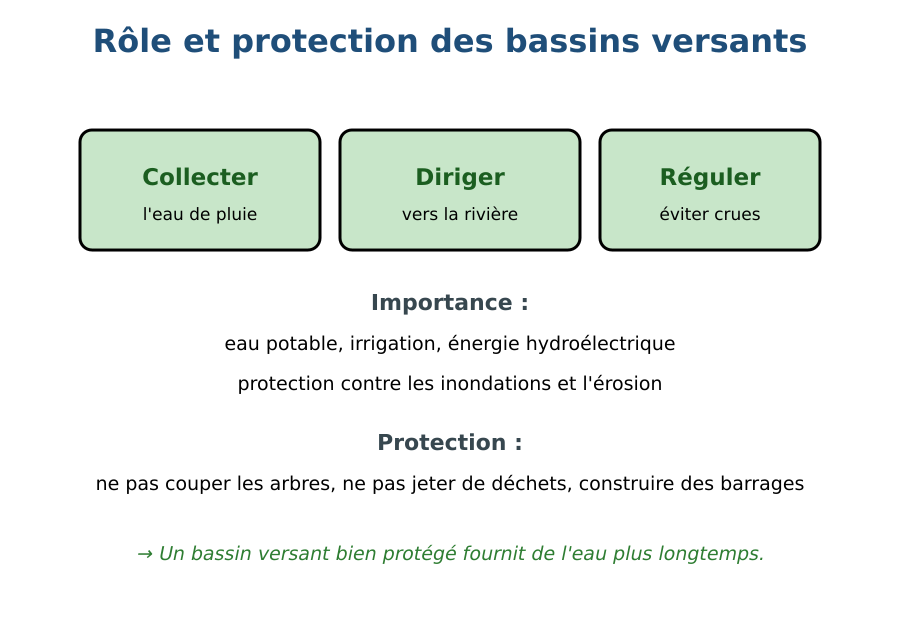 Rôle et protection des bassins versants
Collecter
l'eau de pluie
Diriger
vers la rivière
Réguler
éviter crues
Importance :
eau potable, irrigation, énergie hydroélectrique
protection contre les inondations et l'érosion
Protection :
ne pas couper les arbres, ne pas jeter de déchets, construire des barrages
→ Un bassin versant bien protégé fournit de l'eau plus longtemps.